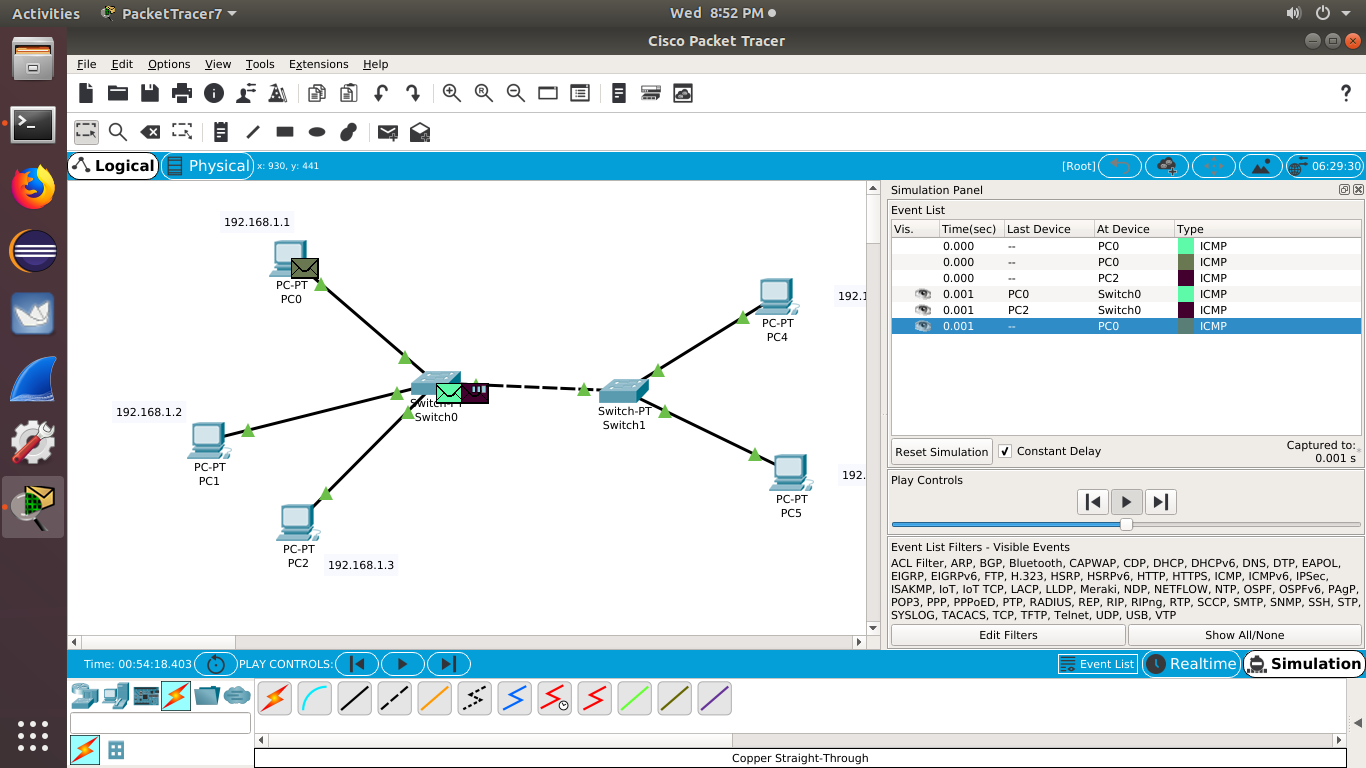 Activities PacketTracer7 Wed 8:52 PM
Cisco Packet Tracer
File Edit Options View Tools Extensions Help
Logical Physical x: 930, y: 441 [Root] 06:29:30
192.168.1.1
PC-PT
PC0
192.168.1.2
PC-PT
PC1
PC-PT
PC2
192.168.1.3
Switch-PT
Switch0
Switch-PT
Switch1
192.1
PC-PT
PC4
192.
PC-PT
PC5
Simulation Panel
Event List
Vis. Time(sec) Last Device At Device Type
0.000 -- PC0 ICMP
0.000 -- PC0 ICMP
0.000 -- PC2 ICMP
0.001 PC0 Switch0 ICMP
0.001 PC2 Switch0 ICMP
0.001 -- PC0 ICMP
Reset Simulation Constant Delay Captured to:
0.001 s
Play Controls
Event List Filters - Visible Events
ACL Filter, ARP, BGP, Bluetooth, CAPWAP, CDP, DHCP, DHCPv6, DNS, DTP, EAPOL,
EIGRP, EIGRPv6, FTP, H.323, HSRP, HSRPv6, HTTP, HTTPS, ICMP, ICMPv6, IPSec,
ISAKMP, IoT, IoT TCP, LACP, LLDP, Meraki, NDP, NETFLOW, NTP, OSPF, OSPFv6, PAgP,
POP3, PPP, PPPoED, PTP, RADIUS, REP, RIP, RIPng, RTP, SCCP, SMTP, SNMP, SSH, STP,
SYSLOG, TACACS, TCP, TFTP, Telnet, UDP, USB, VTP
Edit Filters Show All/None
Time: 00:54:18.403 PLAY CONTROLS: Event List Realtime Simulation
Copper Straight-Through